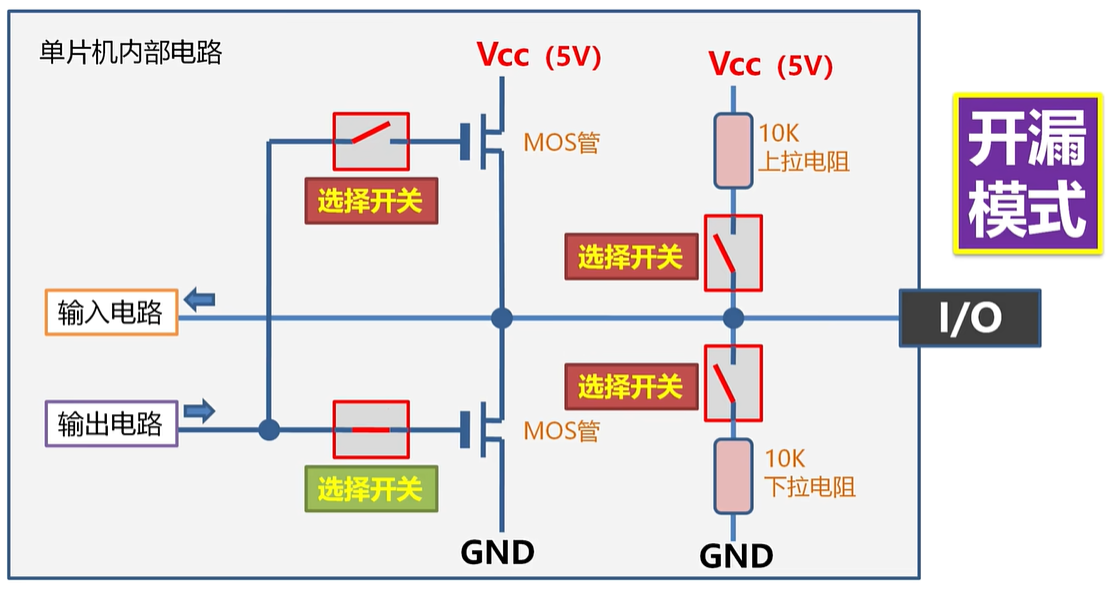 单片机内部电路
Vcc（5V）
Vcc（5V）
MOS管
10K
上拉电阻
开漏
模式
选择开关
选择开关
输入电路
I/O
选择开关
输出电路
MOS管
10K
下拉电阻
选择开关
GND
GND